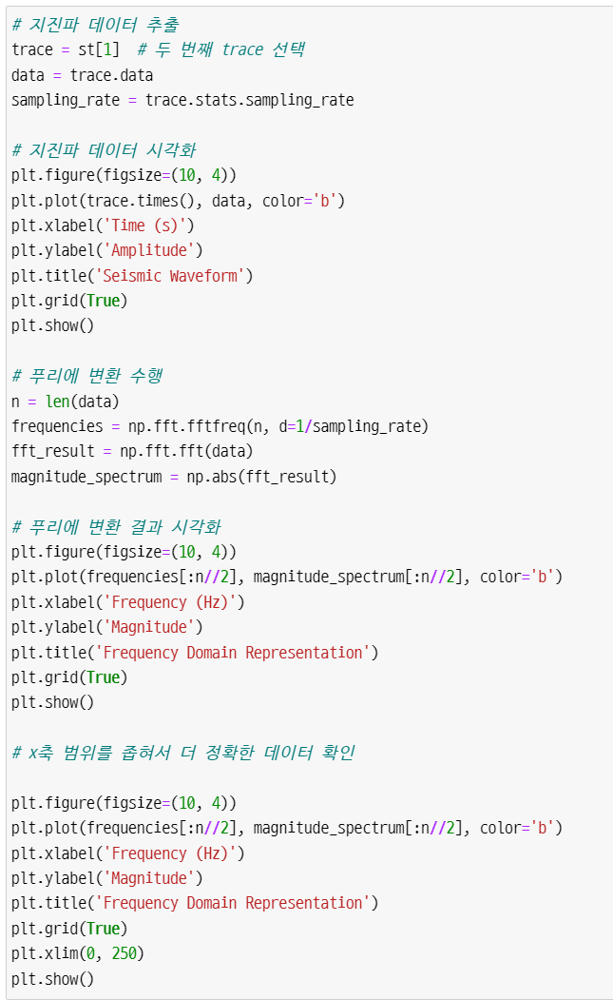 # 지진파 데이터 추출
trace = st[1]  # 두 번째 trace 선택
data = trace.data
sampling_rate = trace.stats.sampling_rate

# 지진파 데이터 시각화
plt.figure(figsize=(10, 4))
plt.plot(trace.times(), data, color='b')
plt.xlabel('Time (s)')
plt.ylabel('Amplitude')
plt.title('Seismic Waveform')
plt.grid(True)
plt.show()

# 푸리에 변환 수행
n = len(data)
frequencies = np.fft.fftfreq(n, d=1/sampling_rate)
fft_result = np.fft.fft(data)
magnitude_spectrum = np.abs(fft_result)

# 푸리에 변환 결과 시각화
plt.figure(figsize=(10, 4))
plt.plot(frequencies[:n//2], magnitude_spectrum[:n//2], color='b')
plt.xlabel('Frequency (Hz)')
plt.ylabel('Magnitude')
plt.title('Frequency Domain Representation')
plt.grid(True)
plt.show()

# x축 범위를 좁혀서 더 정확한 데이터 확인

plt.figure(figsize=(10, 4))
plt.plot(frequencies[:n//2], magnitude_spectrum[:n//2], color='b')
plt.xlabel('Frequency (Hz)')
plt.ylabel('Magnitude')
plt.title('Frequency Domain Representation')
plt.grid(True)
plt.xlim(0, 250)
plt.show()